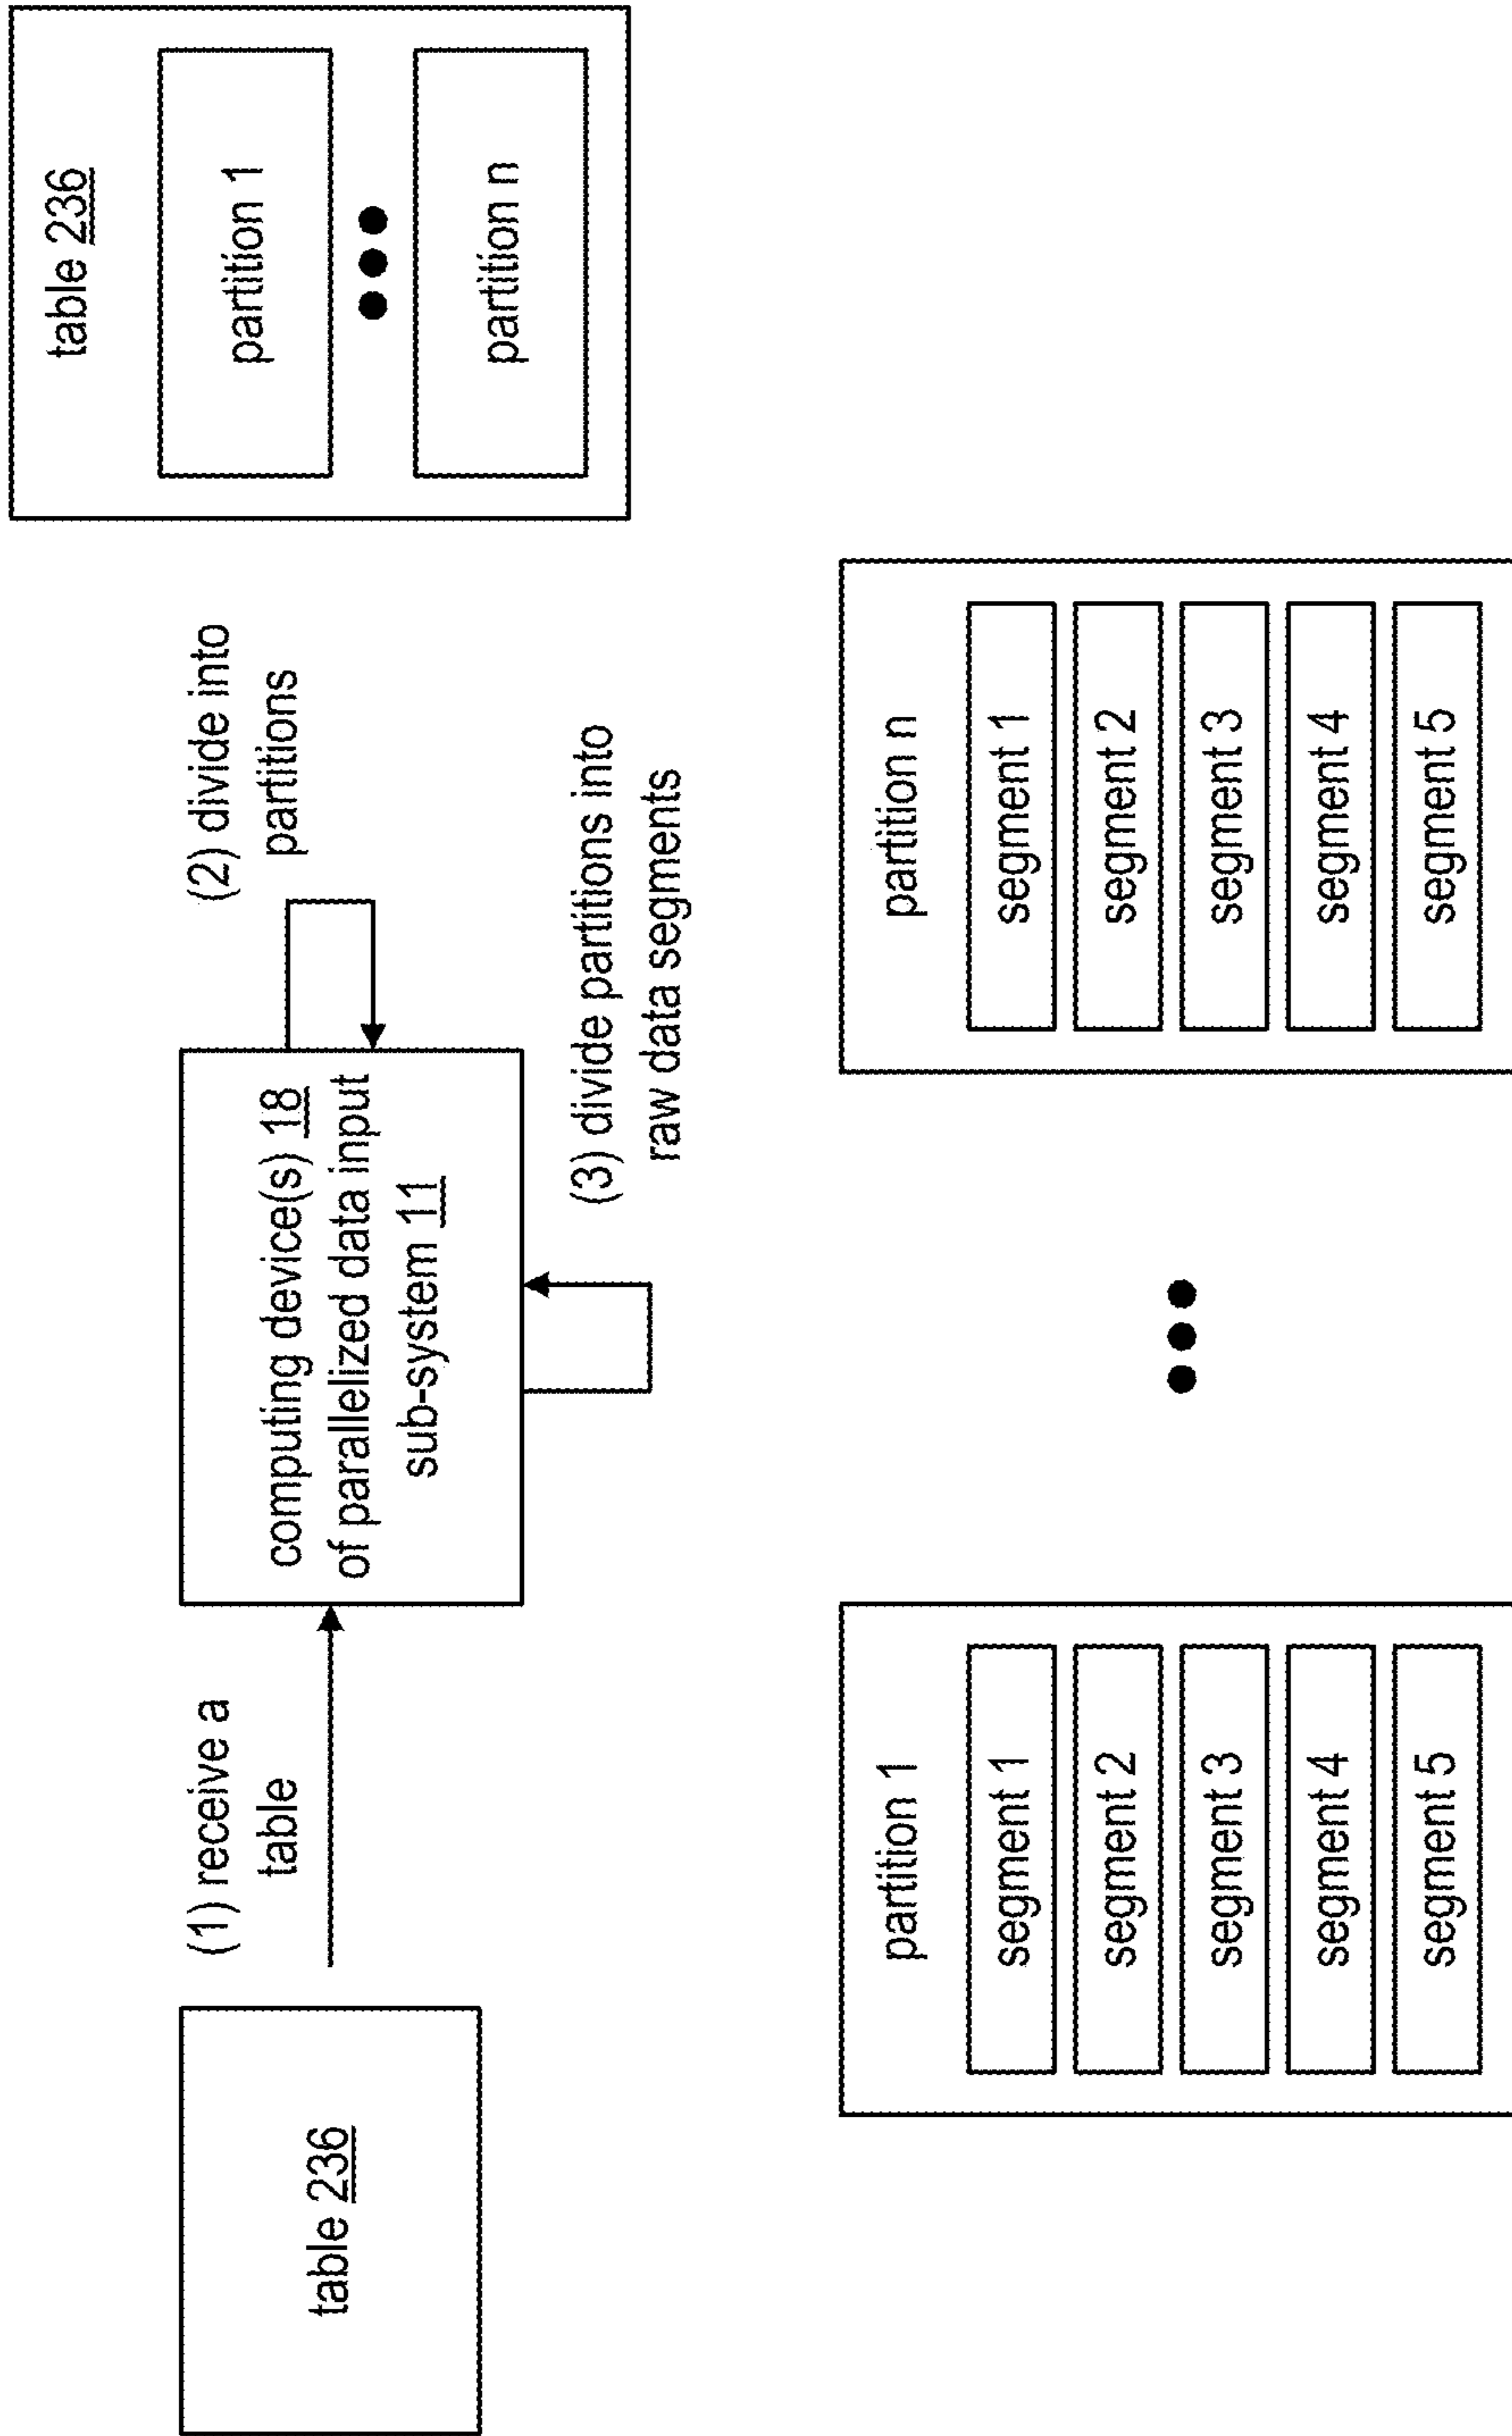 table 236
(1) receive a
table
computing device(s) 18
of parallelized data input
sub-system 11
(2) divide into
partitions
(3) divide partitions into
raw data segments
table 236
partition 1
partition n
partition 1
segment 1
segment 2
segment 3
segment 4
segment 5
partition n
segment 1
segment 2
segment 3
segment 4
segment 5